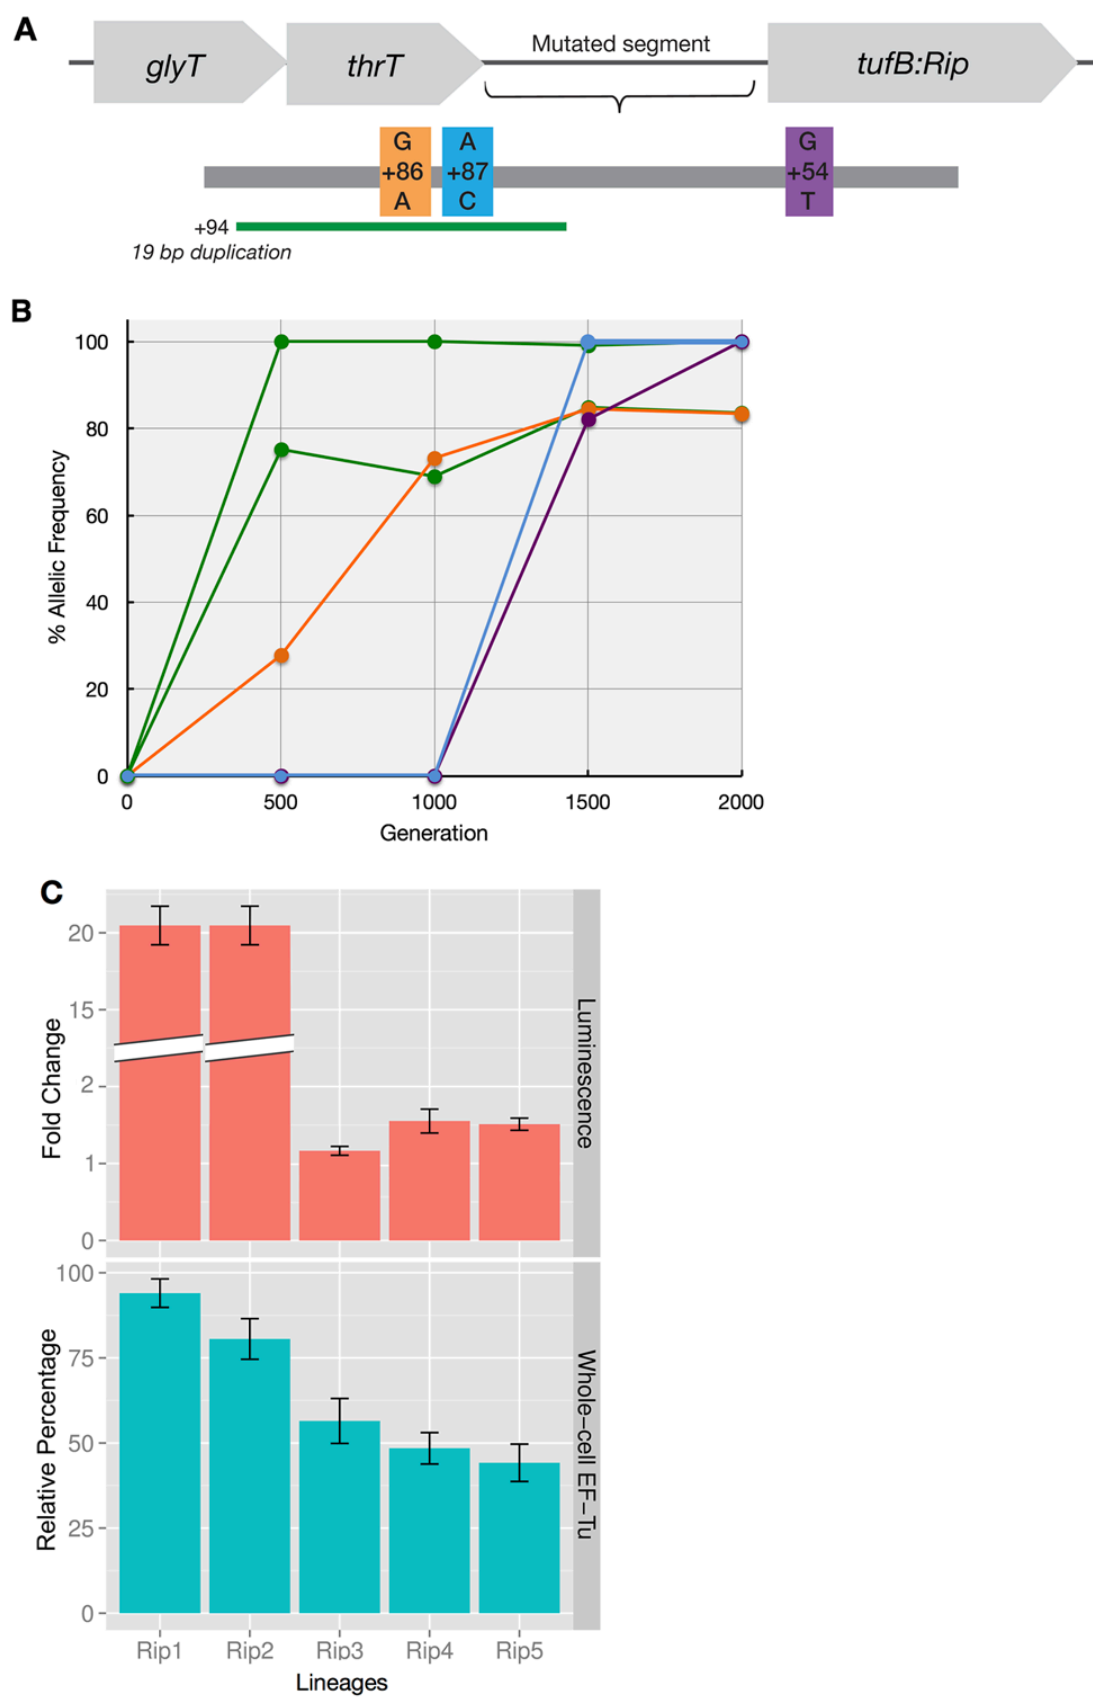 A
glyT
thrT
Mutated segment
tufB:Rip
G
+86
A
A
+87
C
G
+54
T
+94
19 bp duplication
B
100
80
60
40
20
0
% Allelic Frequency
0 500 1000 1500 2000
Generation
C
20
15
2
1
0
Fold Change
Luminescence
100
75
50
25
0
Relative Percentage
Whole-cell EF-Tu
Rip1 Rip2 Rip3 Rip4 Rip5
Lineages